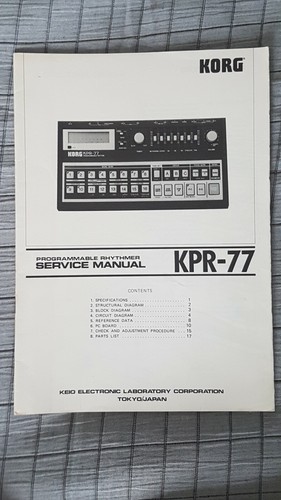 KORG
KORG KPR-77
PROGRAMMABLE RHYTHMER
SERVICE MANUAL KPR-77
CONTENTS
1. SPECIFICATIONS 1
2. STRUCTURAL DIAGRAM 2
3. BLOCK DIAGRAM 3
4. CIRCUIT DIAGRAM 4
5. REFERENCE DATA 6
6. PC BOARD 10
7. CHECK AND ADJUSTMENT PROCEDURE 15
8. PARTS LIST 17
KEIO ELECTRONIC LABORATORY CORPORATION
TOKYO/JAPAN